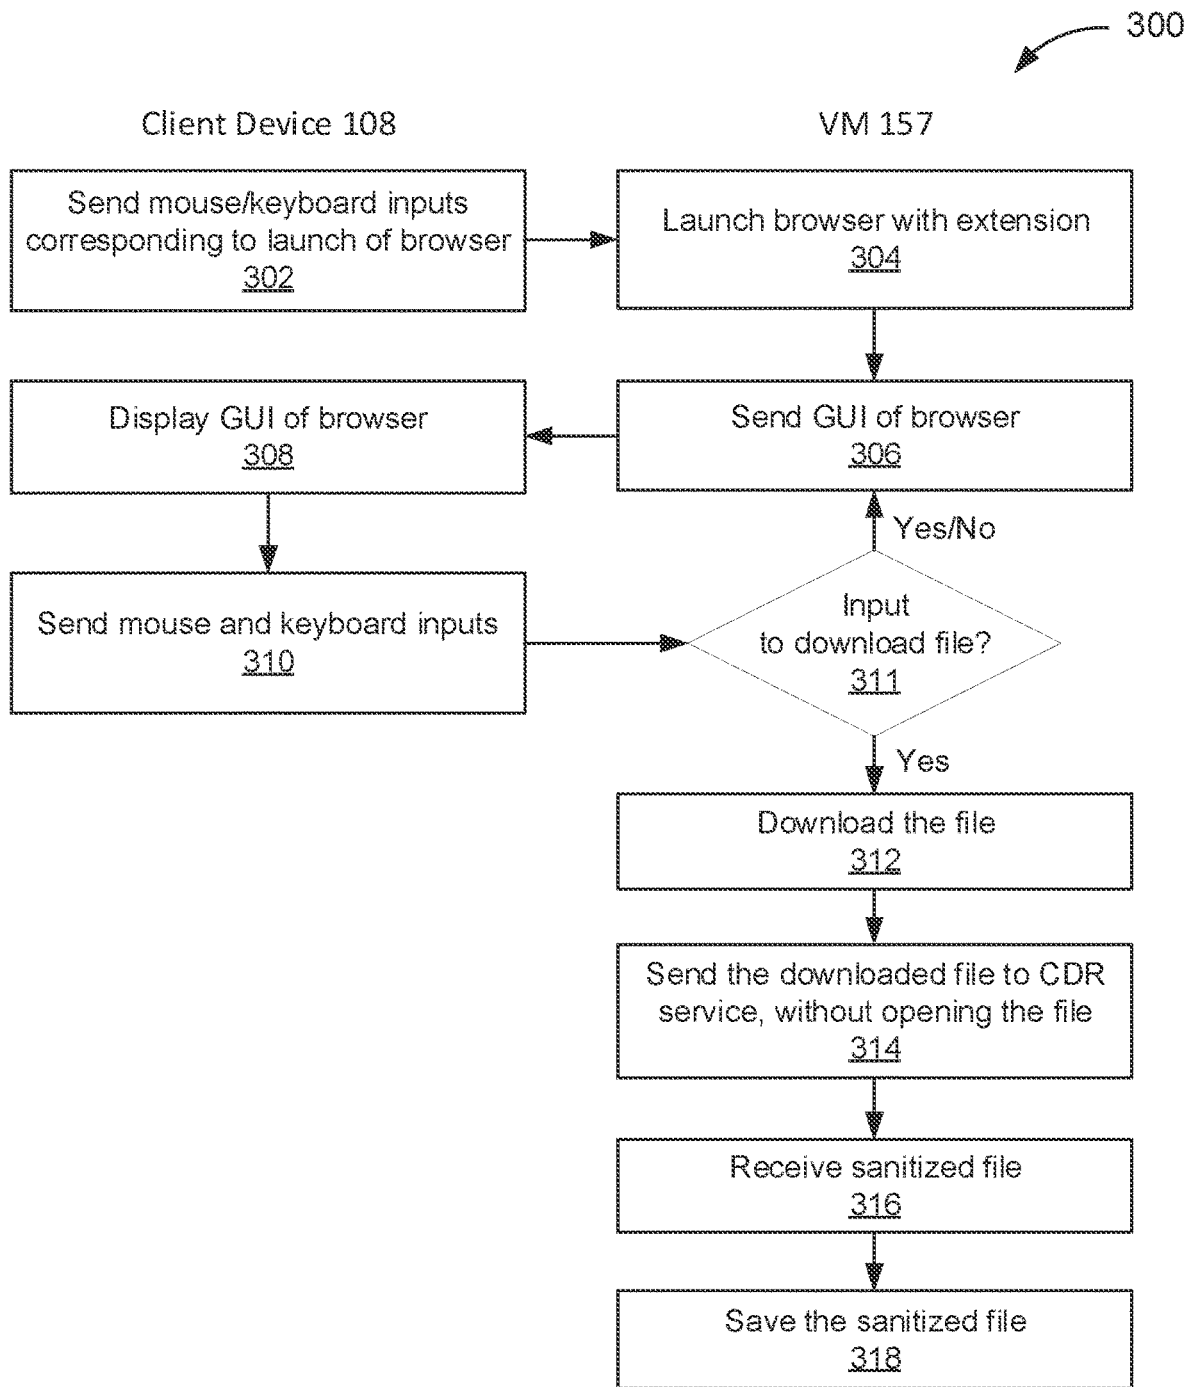 300
Client Device 108
VM 157
Send mouse/keyboard inputs
corresponding to launch of browser
302
Launch browser with extension
304
Display GUI of browser
308
Send GUI of browser
306
Yes/No
Send mouse and keyboard inputs
310
Input
to download file?
311
Yes
Download the file
312
Send the downloaded file to CDR
service, without opening the file
314
Receive sanitized file
316
Save the sanitized file
318